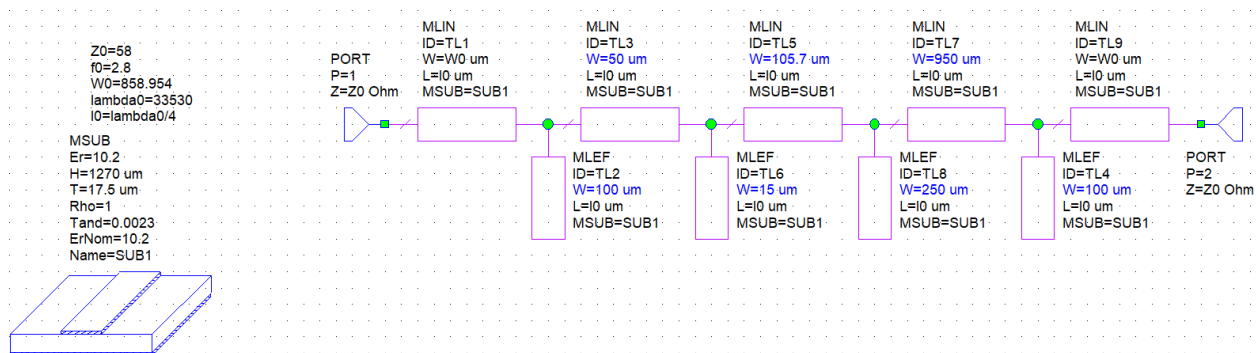 Z0=58
f0=2.8
W0=858.954
lambda0=33530
l0=lambda0/4
MSUB
Er=10.2
H=1270 um
T=17.5 um
Rho=1
Tand=0.0023
ErNom=10.2
Name=SUB1
PORT
P=1
Z=Z0 Ohm
MLIN
ID=TL1
W=W0 um
L=l0 um
MSUB=SUB1
MLIN
ID=TL3
W=50 um
L=l0 um
MSUB=SUB1
MLIN
ID=TL5
W=105.7 um
L=l0 um
MSUB=SUB1
MLIN
ID=TL7
W=950 um
L=l0 um
MSUB=SUB1
MLIN
ID=TL9
W=W0 um
L=l0 um
MSUB=SUB1
MLEF
ID=TL2
W=100 um
L=l0 um
MSUB=SUB1
MLEF
ID=TL6
W=15 um
L=l0 um
MSUB=SUB1
MLEF
ID=TL8
W=250 um
L=l0 um
MSUB=SUB1
MLEF
ID=TL4
W=100 um
L=l0 um
MSUB=SUB1
PORT
P=2
Z=Z0 Ohm